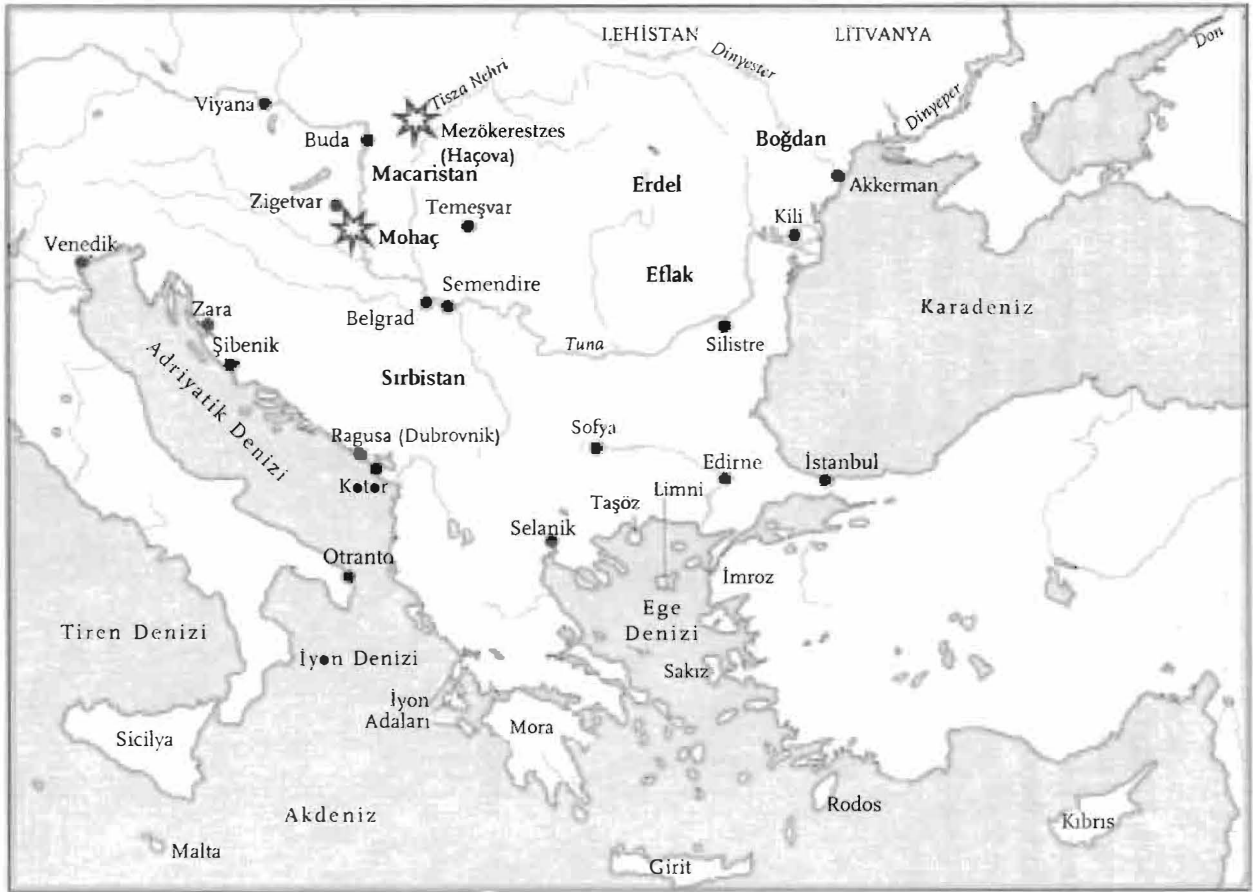 LEHİSTAN
LİTVANYA
Don
Dinyester
Dinyeper
Tisza Nehri
Viyana
Buda
Mezökerestzes
(Haçova)
Boğdan
Macaristan
Erdel
Akkerman
Zigetvar
Temeşvar
Kili
Mohaç
Venedik
Eflak
Semendire
Zara
Belgrad
Karadeniz
Şibenik
Tuna
Silistre
Adriyatik Denizi
Sırbistan
Ragusa (Dubrovnik)
Sofya
Edirne
İstanbul
Kotor
Limni
Taşöz
Selanik
Otranto
İmroz
Ege
Denizi
Tiren Denizi
İyon Denizi
Sakız
İyon
Adaları
Mora
Sicilya
Rodos
Kıbrıs
Akdeniz
Malta
Girit